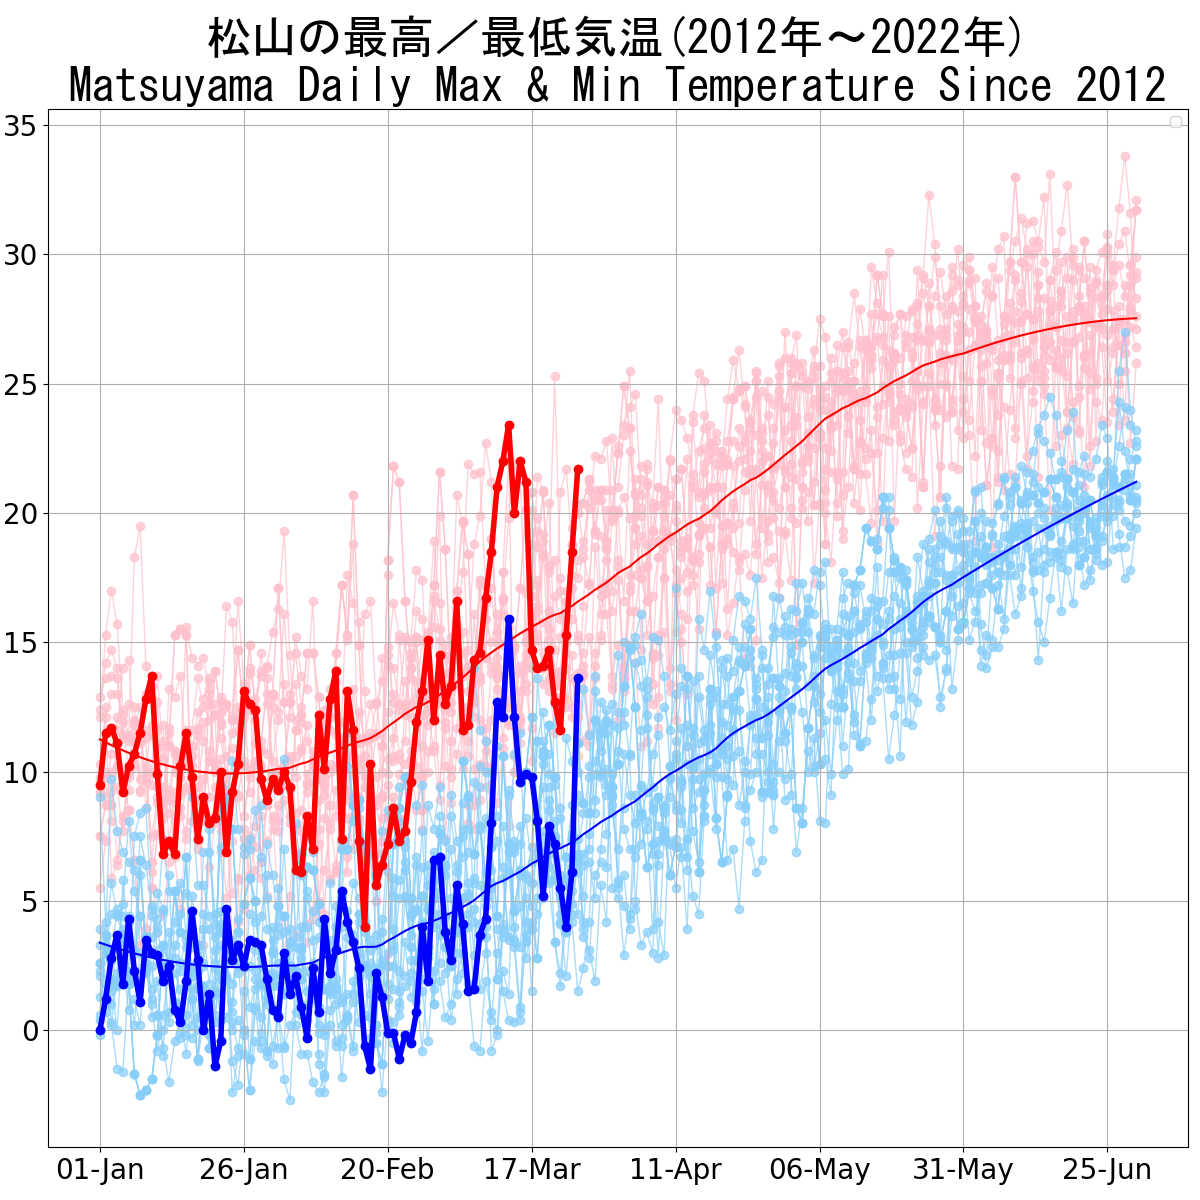 松山の最高／最低気温(2012年～2022年)
Matsuyama Daily Max & Min Temperature Since 2012
35
30
25
20
15
10
5
0
01-Jan 26-Jan 20-Feb 17-Mar 11-Apr 06-May 31-May 25-Jun